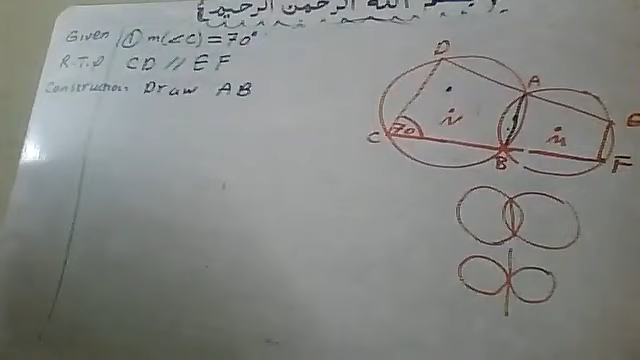 بسم الله الرحمن الرحيم
Given ① m(∠C) = 70°
R.T.P CD // EF
Construction Draw AB
D
A
E
C
70
B
F